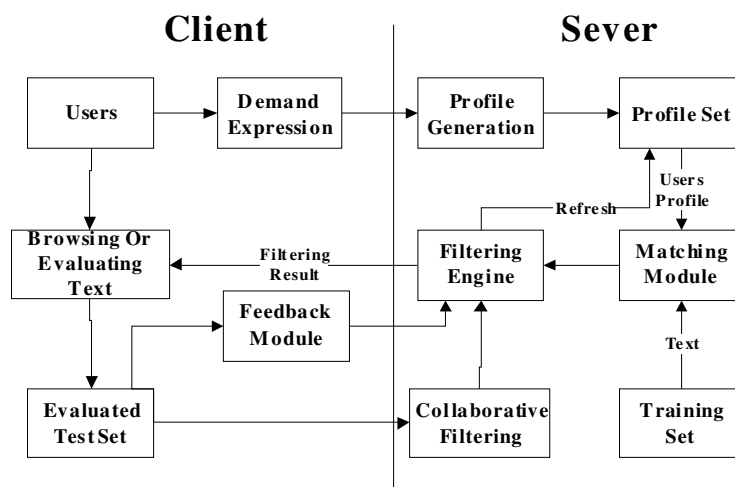 Client
Sever
Users
Demand
Expression
Profile
Generation
Profile Set
Users
Profile
Refresh
Browsing Or
Evaluating
Text
Filtering
Result
Filtering
Engine
Matching
Module
Feedback
Module
Text
Evaluated
Test Set
Collaborative
Filtering
Training
Set